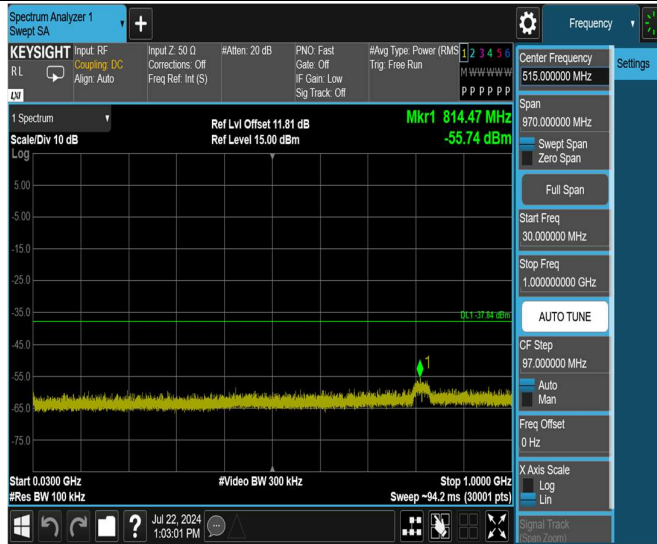 Spectrum Analyzer 1
Swept SA
+
Frequency
KEYSIGHT
RL
LXI
Input: RF
Coupling: DC
Align: Auto
Input Z: 50 Ω
Corrections: Off
Freq Ref: Int (S)
#Atten: 20 dB
PNO: Fast
Gate: Off
IF Gain: Low
Sig Track: Off
#Avg Type: Power (RMS
Trig: Free Run
1 2 3 4 5 6
M W W W W W
P P P P P P
Center Frequency
515.000000 MHz
Settings
Span
970.000000 MHz
Swept Span
Zero Span
Full Span
Start Freq
30.000000 MHz
Stop Freq
1.000000000 GHz
AUTO TUNE
CF Step
97.000000 MHz
Auto
Man
Freq Offset
0 Hz
X Axis Scale
Log
Lin
Signal Track
(Span Zoom)
1 Spectrum
Scale/Div 10 dB
Log
Ref Lvl Offset 11.81 dB
Ref Level 15.00 dBm
Mkr1 814.47 MHz
-55.74 dBm
5.00
-5.00
-15.0
-25.0
-35.0
DL1 -37.84 dBm
-45.0
1
-55.0
-65.0
-75.0
Start 0.0300 GHz
#Res BW 100 kHz
#Video BW 300 kHz
Stop 1.0000 GHz
Sweep ~94.2 ms (30001 pts)
?
Jul 22, 2024
1:03:01 PM